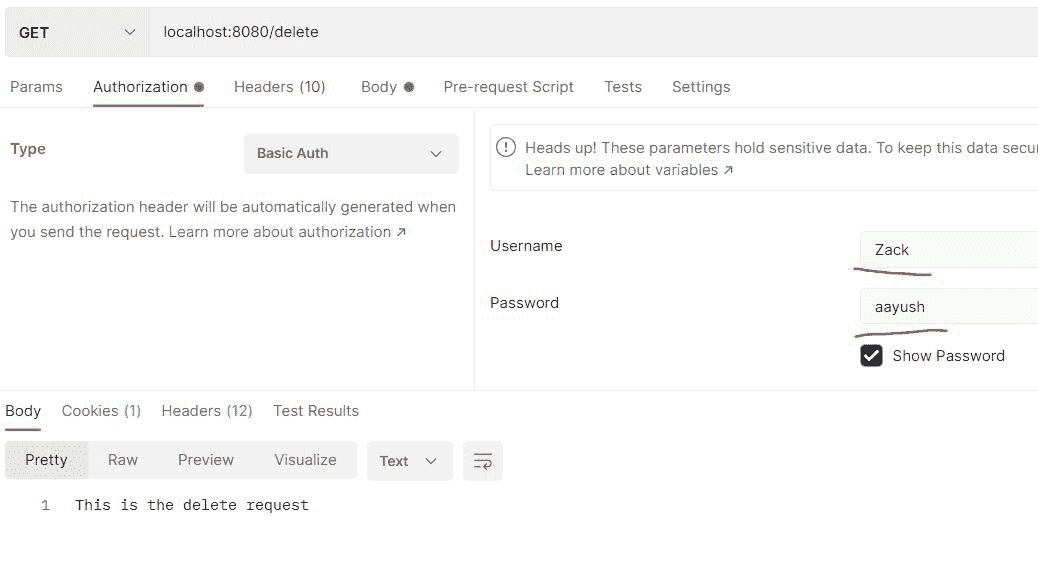 GET localhost:8080/delete
Params Authorization Headers (10) Body Pre-request Script Tests Settings
Type Basic Auth
The authorization header will be automatically generated when
you send the request. Learn more about authorization ↗
Heads up! These parameters hold sensitive data. To keep this data secu
Learn more about variables ↗
Username Zack
Password aayush
Show Password
Body Cookies (1) Headers (12) Test Results
Pretty Raw Preview Visualize Text
1 This is the delete request